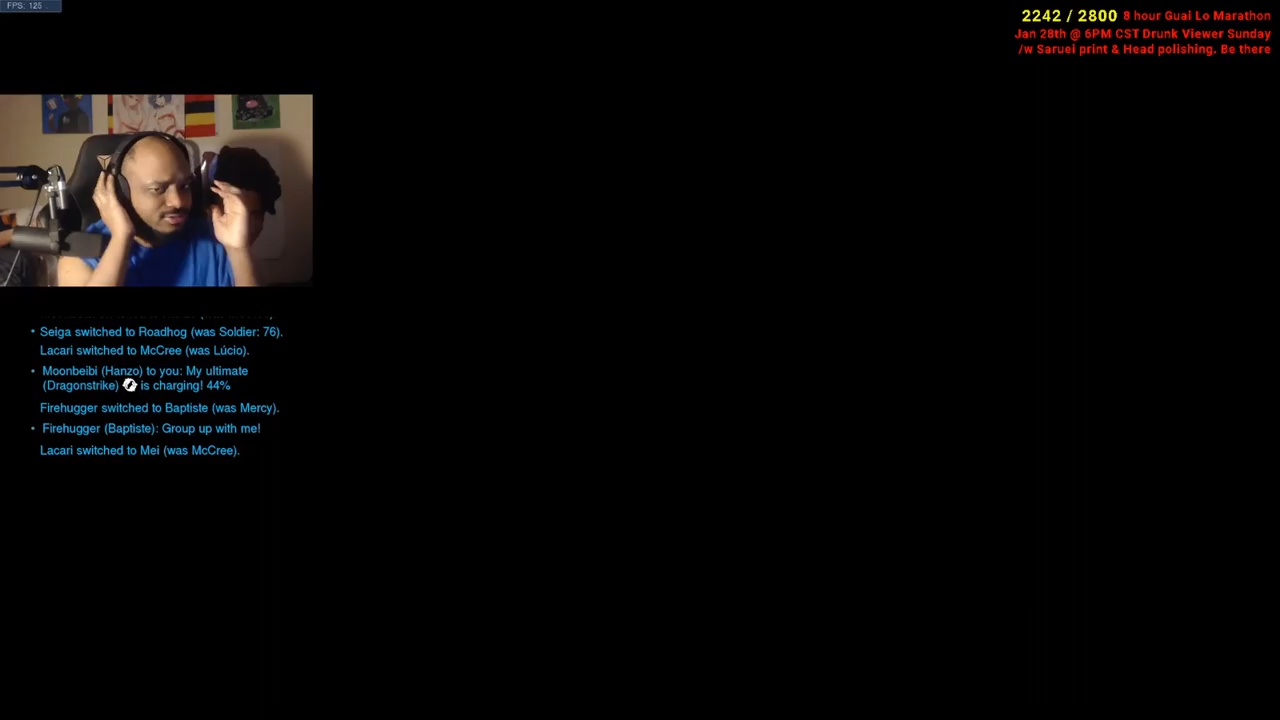 FPS: 125
2242 / 2800 8 hour Guai Lo Marathon
Jan 28th @ 6PM CST Drunk Viewer Sunday
/w Saruei print & Head polishing. Be there
• Seiga switched to Roadhog (was Soldier: 76).
Lacari switched to McCree (was Lúcio).
• Moonbeibi (Hanzo) to you: My ultimate
(Dragonstrike) is charging! 44%
Firehugger switched to Baptiste (was Mercy).
• Firehugger (Baptiste): Group up with me!
Lacari switched to Mei (was McCree).